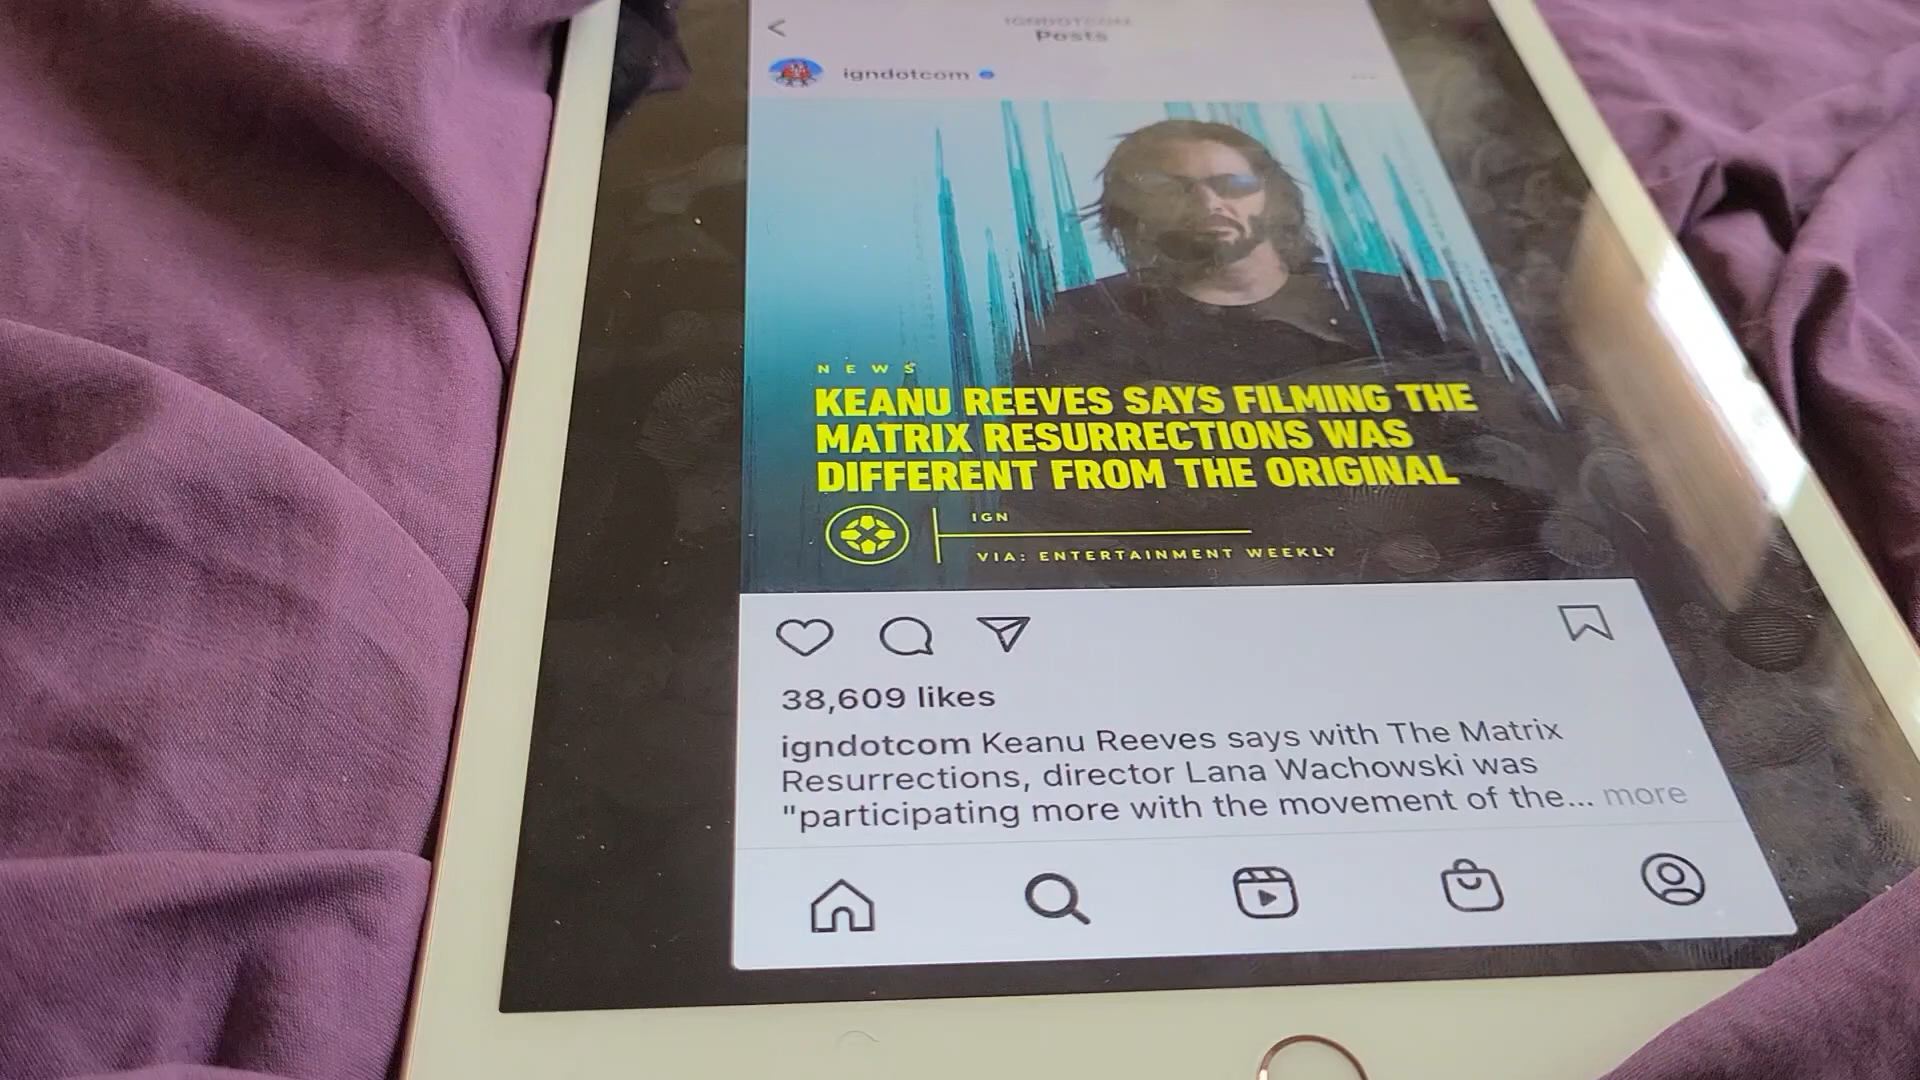 IGNDOTCOM
Posts
igndotcom
NEWS
KEANU REEVES SAYS FILMING THE
MATRIX RESURRECTIONS WAS
DIFFERENT FROM THE ORIGINAL
IGN
VIA: ENTERTAINMENT WEEKLY
38,609 likes
igndotcom Keanu Reeves says with The Matrix
Resurrections, director Lana Wachowski was
"participating more with the movement of the... more